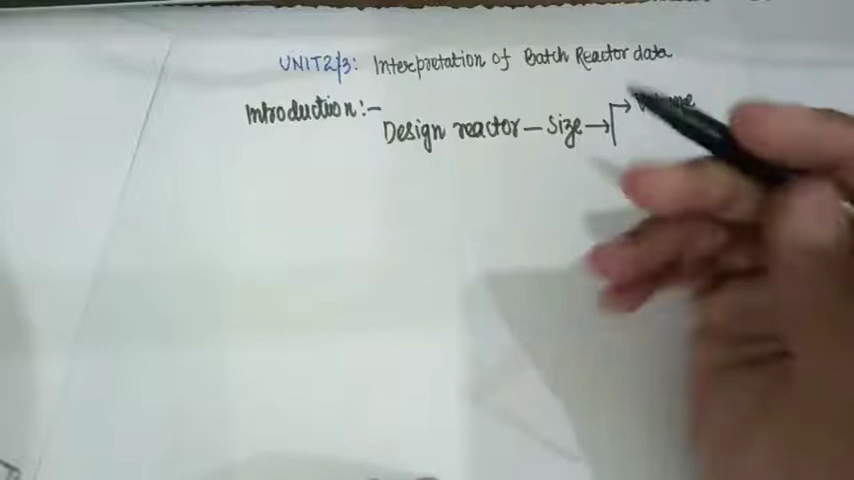 UNIT2/3: Interpretation of Batch Reactor data
Introduction:-
Design reactor – Size →